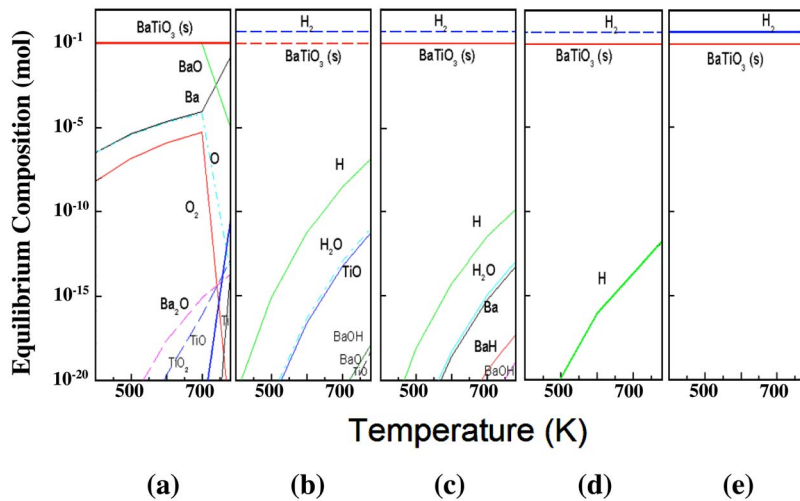 Equilibrium Composition (mol)
10⁻¹
10⁻⁵
10⁻¹⁰
10⁻¹⁵
10⁻²⁰
BaTiO₃ (s)
BaO
Ba
O
O₂
Ba₂O
TiO
Ti
TiO₂
500 700
(a)
H₂
BaTiO₃ (s)
H
H₂O
TiO
BaOH
BaO
TiO
500 700
(b)
H₂
BaTiO₃ (s)
H
H₂O
Ba
BaH
BaOH
500 700
(c)
H₂
BaTiO₃ (s)
H
500 700
(d)
H₂
BaTiO₃ (s)
500 700
(e)
Temperature (K)